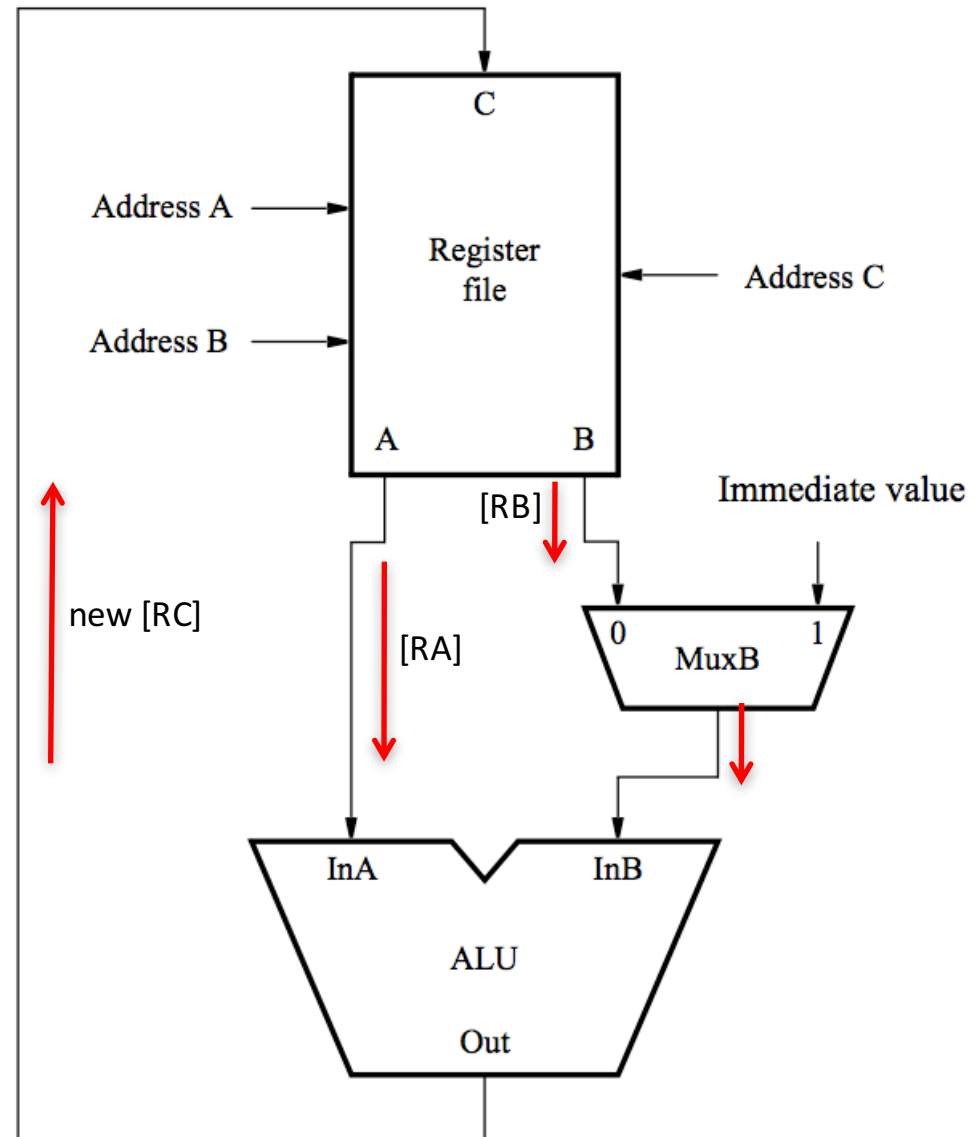 C
Address A
Register
file
Address C
Address B
A
B
[RB]
Immediate value
new [RC]
[RA]
0
1
MuxB
InA
InB
ALU
Out